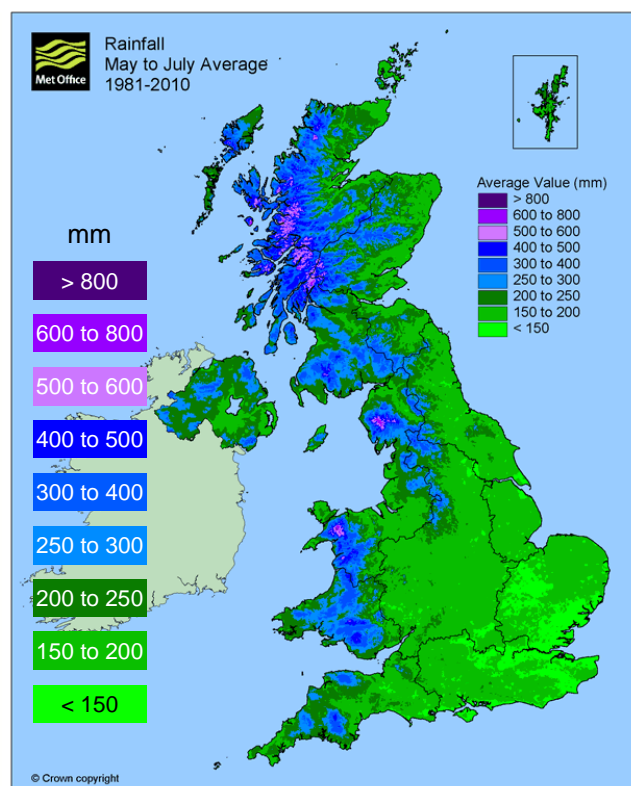 Met Office
Rainfall
May to July Average
1981-2010
Average Value (mm)
> 800
600 to 800
500 to 600
400 to 500
300 to 400
250 to 300
200 to 250
150 to 200
< 150
mm
> 800
600 to 800
500 to 600
400 to 500
300 to 400
250 to 300
200 to 250
150 to 200
< 150
© Crown copyright